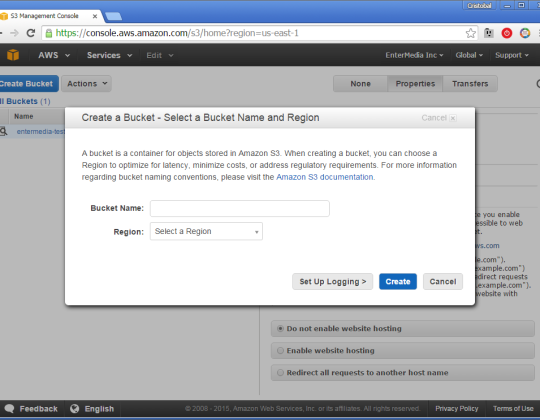 Cristobal
S3 Management Console
https://console.aws.amazon.com/s3/home?region=us-east-1
AWS Services Edit EnterMedia Inc Global Support
Create Bucket Actions None Properties Transfers
All Buckets (1)
Name
entermedia-test
Create a Bucket - Select a Bucket Name and Region Cancel
A bucket is a container for objects stored in Amazon S3. When creating a bucket, you can choose a
Region to optimize for latency, minimize costs, or address regulatory requirements. For more information
regarding bucket naming conventions, please visit the Amazon S3 documentation.
Bucket Name:
Region: Select a Region
Set Up Logging > Create Cancel
ce you enable
essible to web
et.
ws.com
le.com"),
example.com")
edirect requests
.example.com").
website with
Do not enable website hosting
Enable website hosting
Redirect all requests to another host name
Feedback English © 2008 - 2015, Amazon Web Services, Inc. or its affiliates. All rights reserved. Privacy Policy Terms of Use